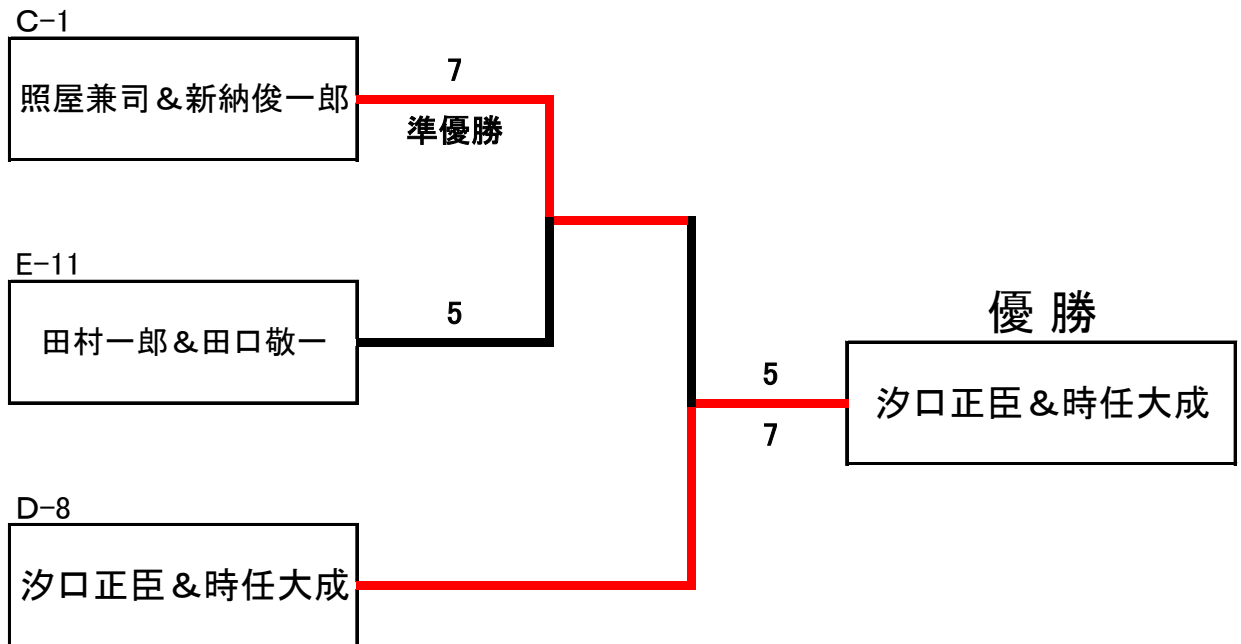 C-1
照屋兼司＆新納俊一郎
7
準優勝
E-11
田村一郎＆田口敬一
5
優勝
5
7
汐口正臣＆時任大成
D-8
汐口正臣＆時任大成